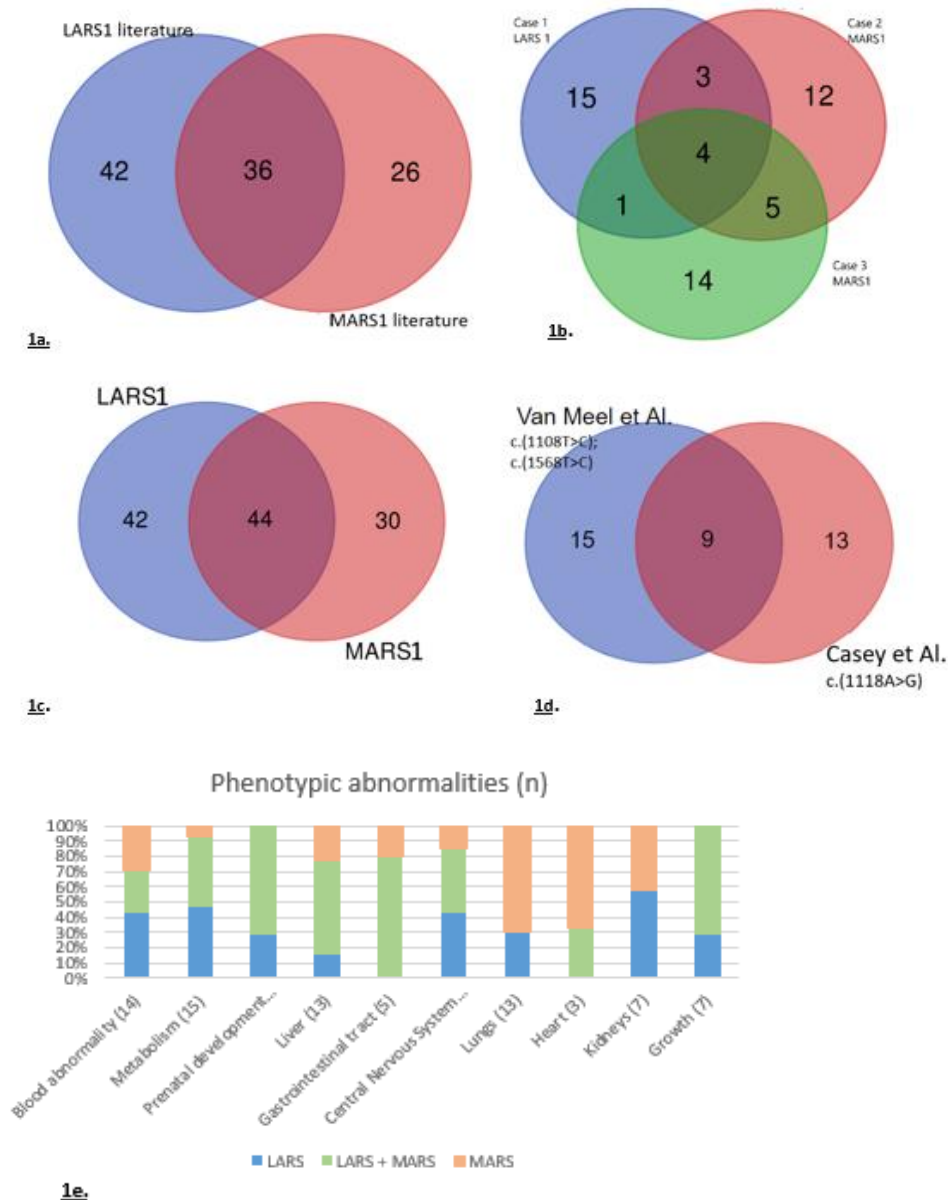 LARS1 literature
42
36
26
MARS1 literature
1a.
Case 1
LARS 1
Case 2
MARS1
15
3
12
4
1
5
14
Case 3
MARS1
1b.
LARS1
42
44
30
MARS1
1c.
Van Meel et Al.
c.(1108T>C);
c.(1568T>C)
15
9
13
Casey et Al.
c.(1118A>G)
1d.
Phenotypic abnormalities (n)
100%
90%
80%
70%
60%
50%
40%
30%
20%
10%
0%
Blood abnormality (14)
Metabolism (15)
Prenatal development...
Liver (13)
Gastrointestinal tract (5)
Central Nervous System...
Lungs (13)
Heart (3)
Kidneys (7)
Growth (7)
LARS LARS + MARS MARS
1e.